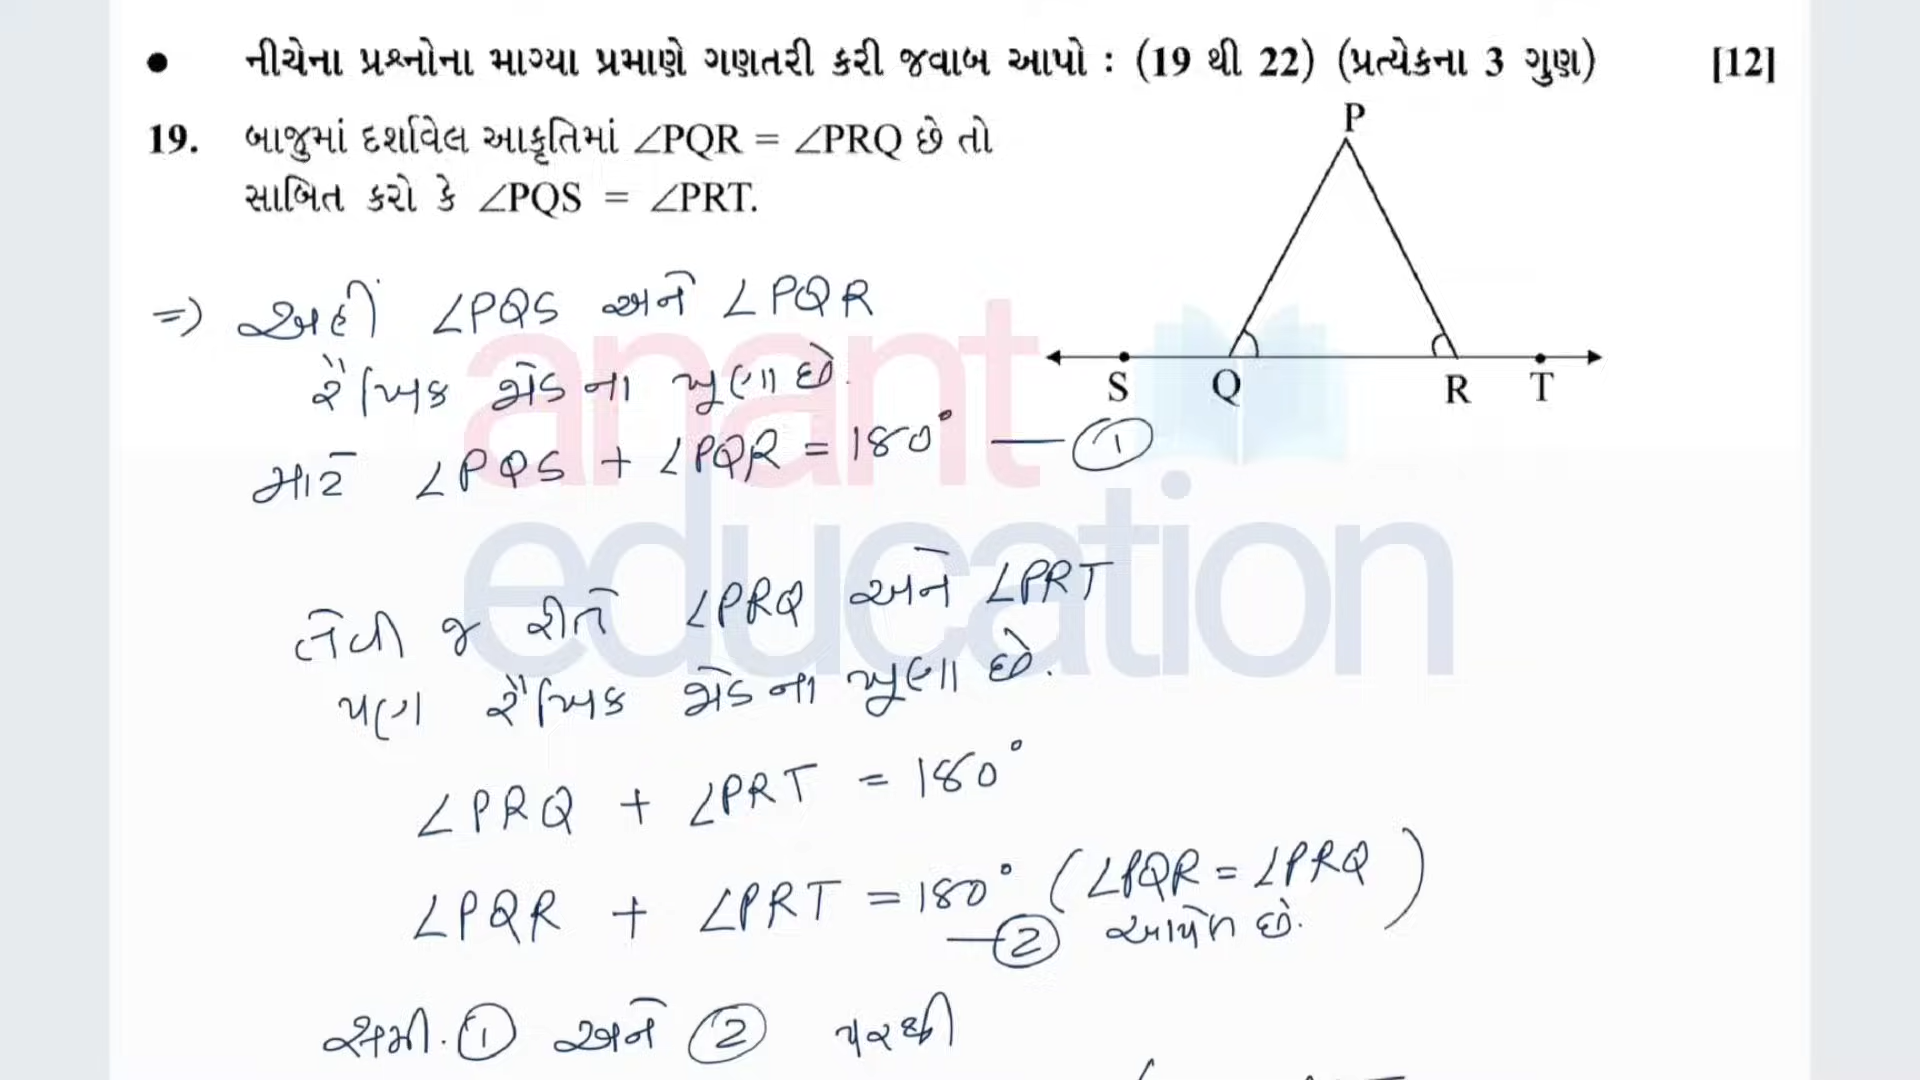 ● નીચેના પ્રશ્નોના માગ્યા પ્રમાણે ગણતરી કરી જવાબ આપો : (19 થી 22) (પ્રત્યેકના 3 ગુણ) [12]
19. બાજુમાં દર્શાવેલ આકૃતિમાં ∠PQR = ∠PRQ છે તો
સાબિત કરો કે ∠PQS = ∠PRT.
P
S Q R T
⇒ અહીં ∠PQS અને ∠PQR
રૈખિક જોડના ખૂણા છે.
માટે ∠PQS + ∠PQR = 180° — ①
તેવી જ રીતે ∠PRQ અને ∠PRT
પણ રૈખિક જોડના ખૂણા છે.
∠PRQ + ∠PRT = 180°
∠PQR + ∠PRT = 180° (∠PQR = ∠PRQ)
— ② આપેલ છે.
સમી. ① અને ② પરથી
anant
education